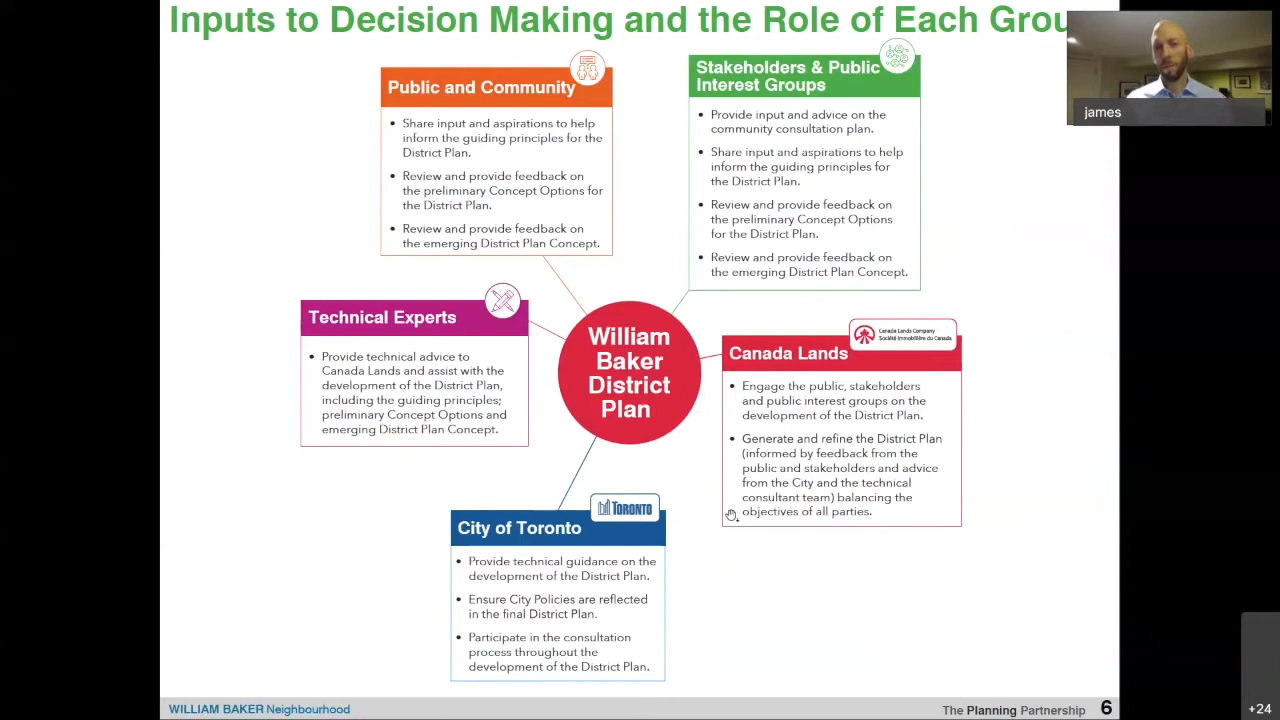 Inputs to Decision Making and the Role of Each Grou
james
Public and Community
• Share input and aspirations to help
inform the guiding principles for the
District Plan.
• Review and provide feedback on
the preliminary Concept Options for
the District Plan.
• Review and provide feedback on
the emerging District Plan Concept.
Stakeholders & Public
Interest Groups
• Provide input and advice on the
community consultation plan.
• Share input and aspirations to help
inform the guiding principles for
the District Plan.
• Review and provide feedback on
the preliminary Concept Options
for the District Plan.
• Review and provide feedback on
the emerging District Plan Concept.
Technical Experts
• Provide technical advice to
Canada Lands and assist with the
development of the District Plan,
including the guiding principles;
preliminary Concept Options and
emerging District Plan Concept.
William
Baker
District
Plan
Canada Lands Company
Société immobilière du Canada
Canada Lands
• Engage the public, stakeholders
and public interest groups on the
development of the District Plan.
• Generate and refine the District Plan
(informed by feedback from the
public and stakeholders and advice
from the City and the technical
consultant team) balancing the
objectives of all parties.
TORONTO
City of Toronto
• Provide technical guidance on the
development of the District Plan.
• Ensure City Policies are reflected
in the final District Plan.
• Participate in the consultation
process throughout the
development of the District Plan.
WILLIAM BAKER Neighbourhood
The Planning Partnership 6
+24